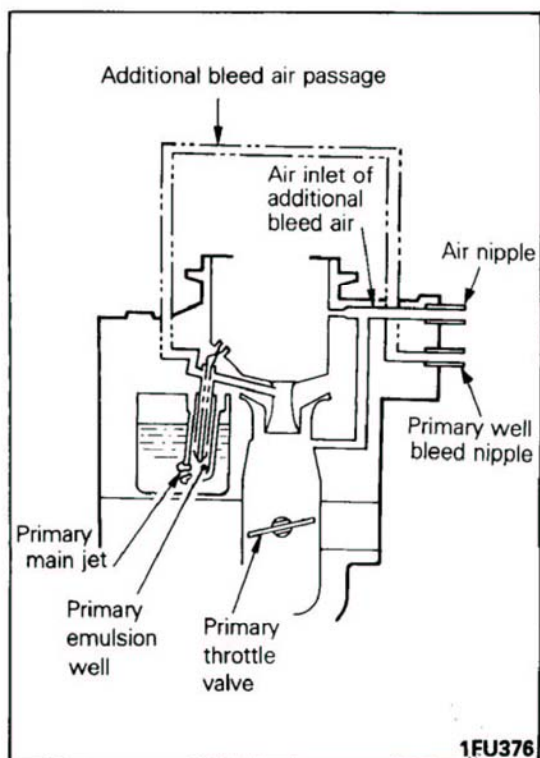 Additional bleed air passage
Air inlet of
additional
bleed air
Air nipple
Primary well
bleed nipple
Primary
main jet
Primary
emulsion
well
Primary
throttle
valve
1FU376